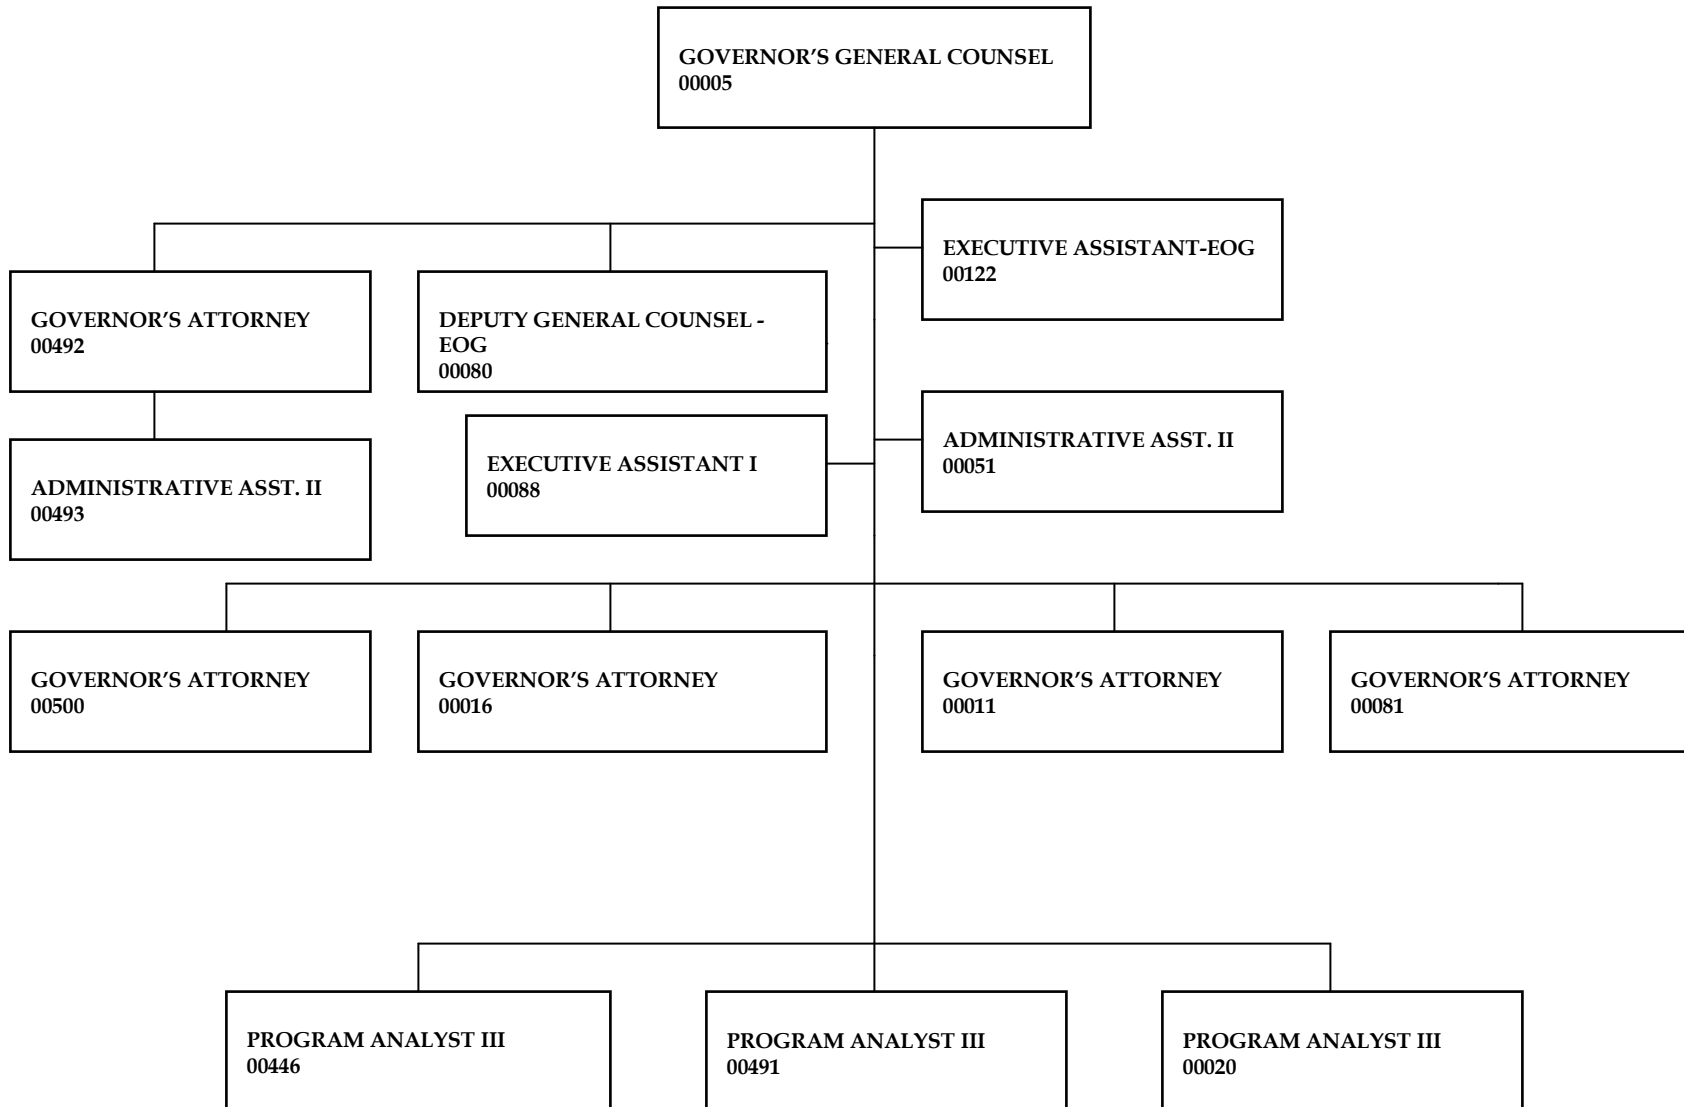 GOVERNOR'S GENERAL COUNSEL
00005
EXECUTIVE ASSISTANT-EOG
00122
GOVERNOR'S ATTORNEY
00492
DEPUTY GENERAL COUNSEL -
EOG
00080
ADMINISTRATIVE ASST. II
00051
EXECUTIVE ASSISTANT I
00088
ADMINISTRATIVE ASST. II
00493
GOVERNOR'S ATTORNEY
00500
GOVERNOR'S ATTORNEY
00016
GOVERNOR'S ATTORNEY
00011
GOVERNOR'S ATTORNEY
00081
PROGRAM ANALYST III
00446
PROGRAM ANALYST III
00491
PROGRAM ANALYST III
00020